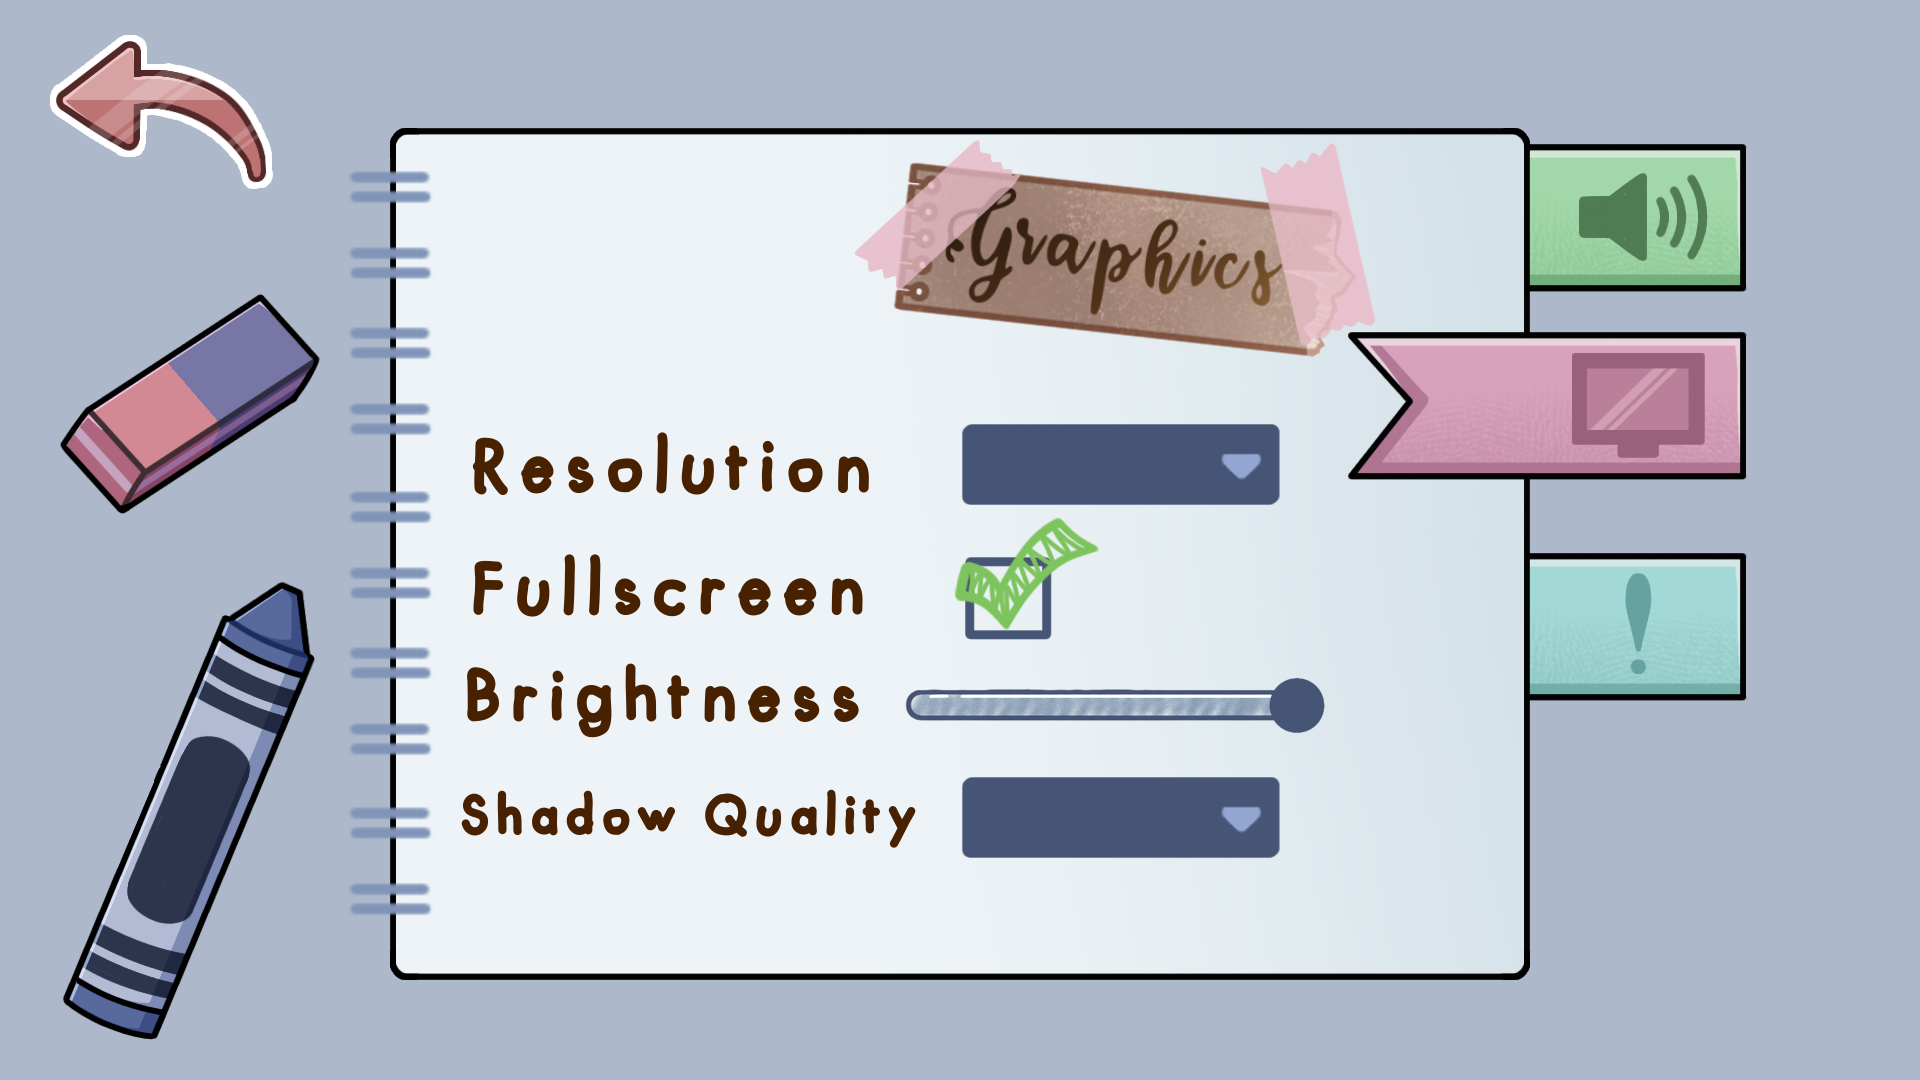 Graphics
Resolution
Fullscreen
Brightness
Shadow Quality